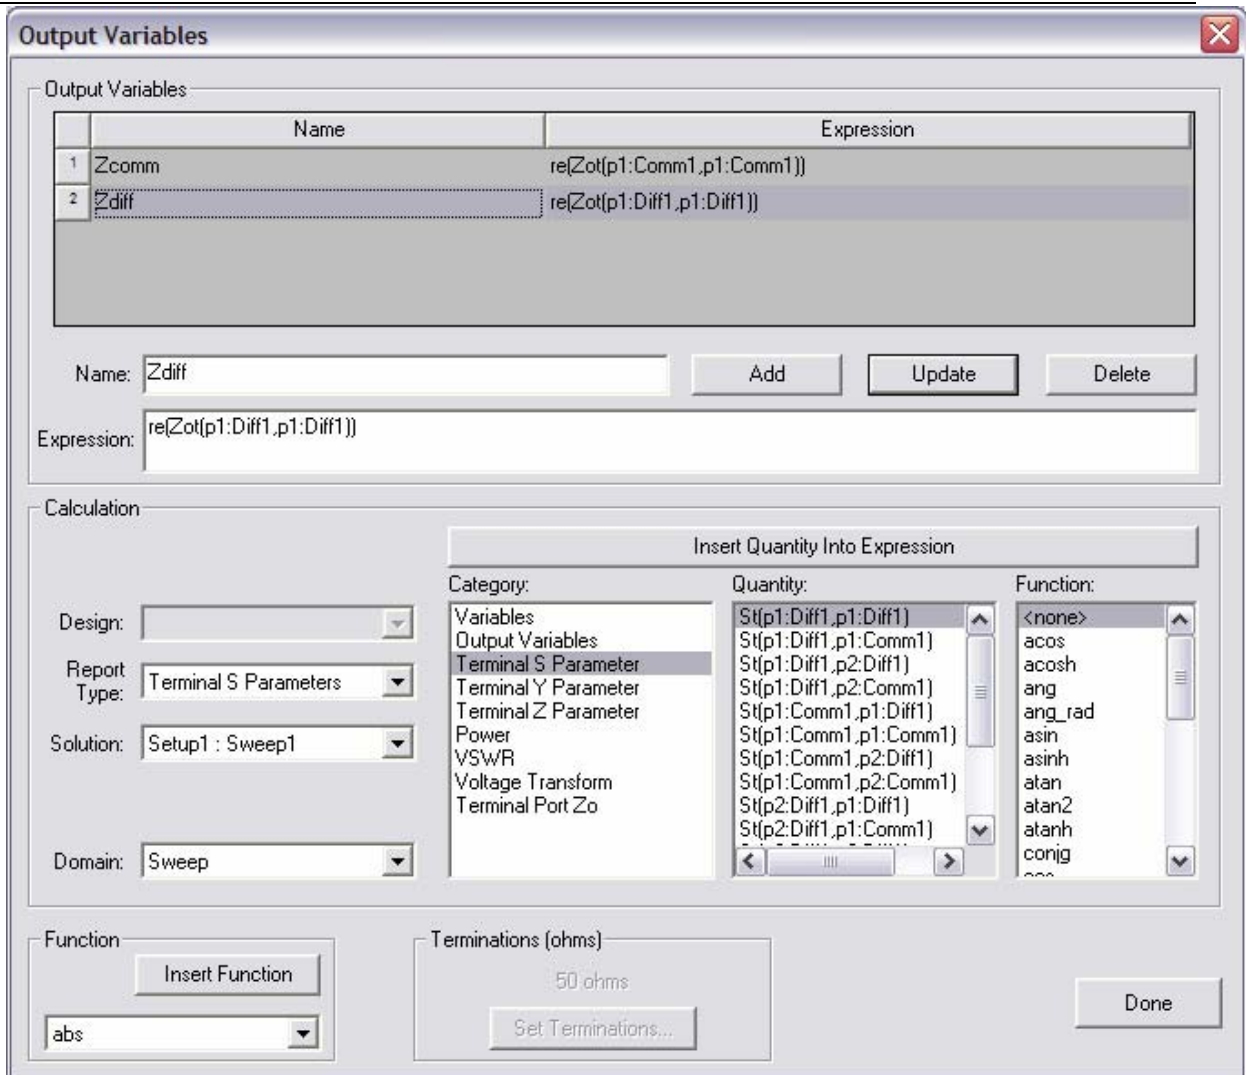 Output Variables
Output Variables
Name Expression
1 Zcomm re(Zot(p1:Comm1,p1:Comm1))
2 Zdiff re(Zot(p1:Diff1,p1:Diff1))
Name: Zdiff Add Update Delete
Expression: re(Zot(p1:Diff1,p1:Diff1))
Calculation
Insert Quantity Into Expression
Design:
Report
Type: Terminal S Parameters
Solution: Setup1 : Sweep1
Domain: Sweep
Category:
Variables
Output Variables
Terminal S Parameter
Terminal Y Parameter
Terminal Z Parameter
Power
VSWR
Voltage Transform
Terminal Port Zo
Quantity:
St(p1:Diff1,p1:Diff1)
St(p1:Diff1,p1:Comm1)
St(p1:Diff1,p2:Diff1)
St(p1:Diff1,p2:Comm1)
St(p1:Comm1,p1:Diff1)
St(p1:Comm1,p1:Comm1)
St(p1:Comm1,p2:Diff1)
St(p1:Comm1,p2:Comm1)
St(p2:Diff1,p1:Diff1)
St(p2:Diff1,p1:Comm1)
Function:
<none>
acos
acosh
ang
ang_rad
asin
asinh
atan
atan2
atanh
conjg
Function
Insert Function
abs
Terminations (ohms)
50 ohms
Set Terminations...
Done